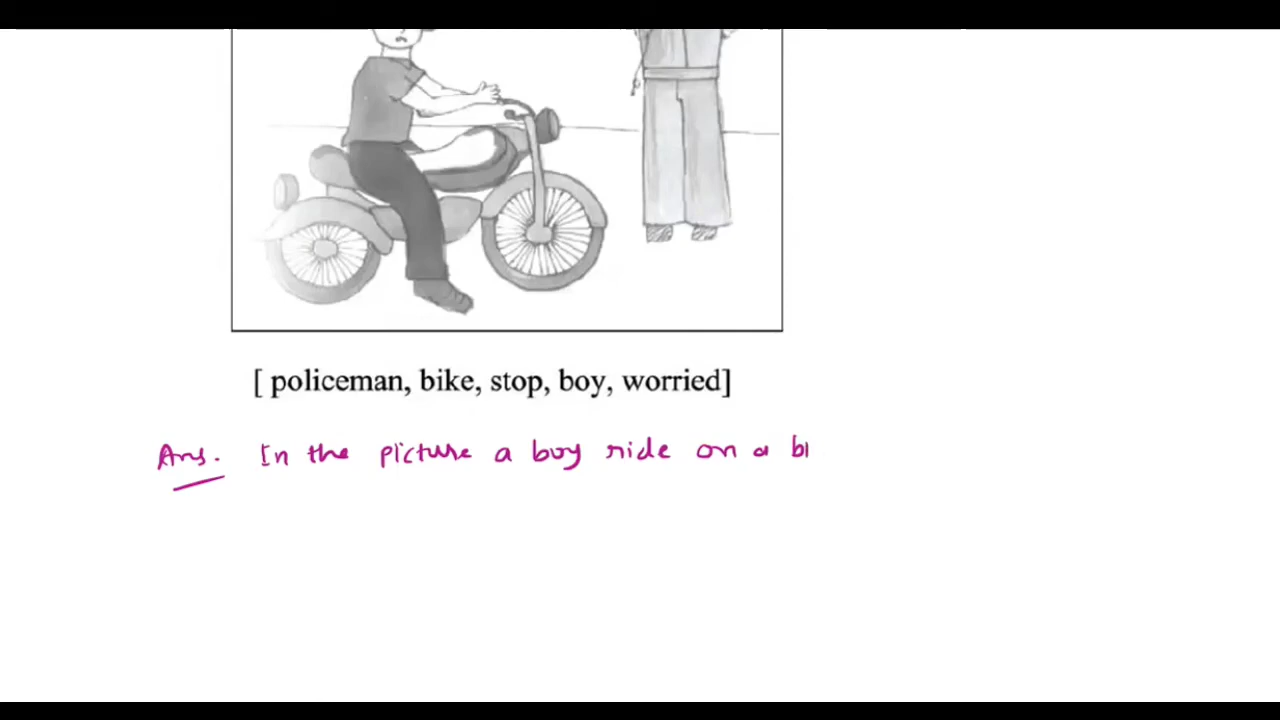 [ policeman, bike, stop, boy, worried]
Ans. In the picture a boy ride on a